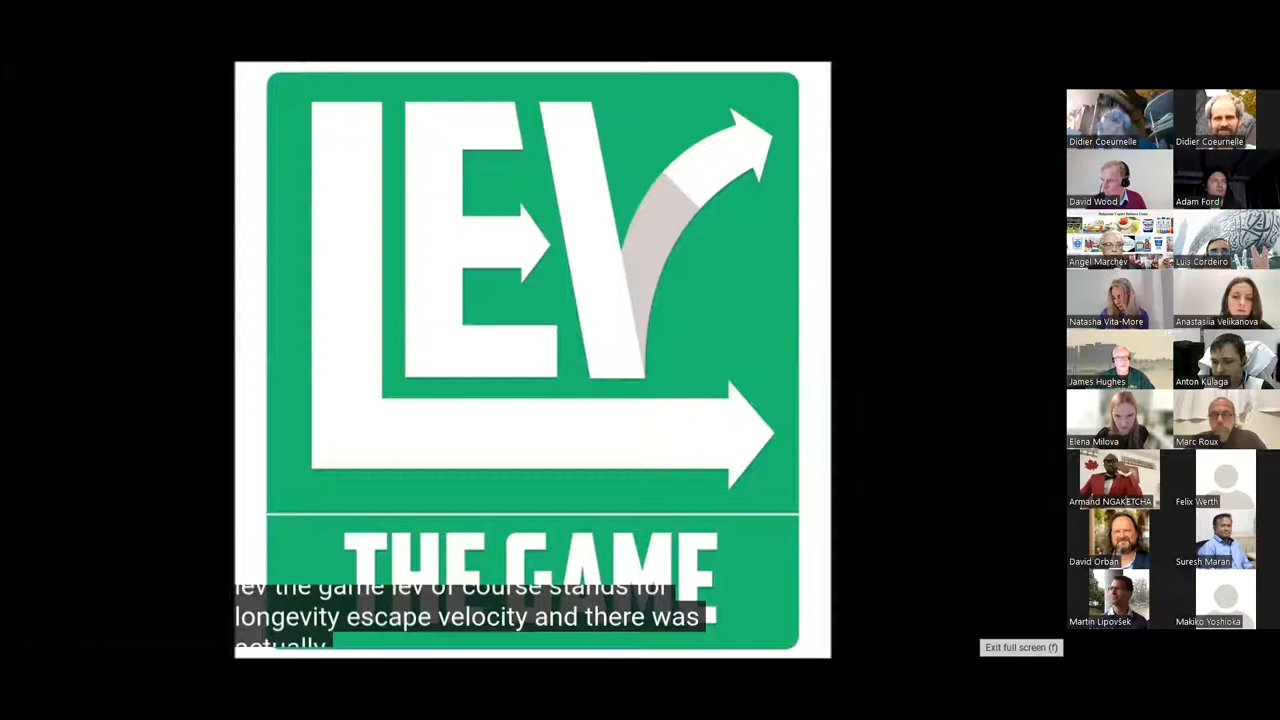 LEV
THE GAME
lev the game lev of course stands for
longevity escape velocity and there was
actually
Exit full screen (f)
Didier Coeurnelle
Didier Coeurnelle
David Wood
Adam Ford
Angel Marchev
Luis Cordeiro
Natasha Vita-More
Anastasiia Velikanova
James Hughes
Anton Kulaga
Elena Milova
Marc Roux
Armand NGAKETCHA
Felix Werth
David Orban
Suresh Maran
Martin Lipovšek
Makiko Yoshioka